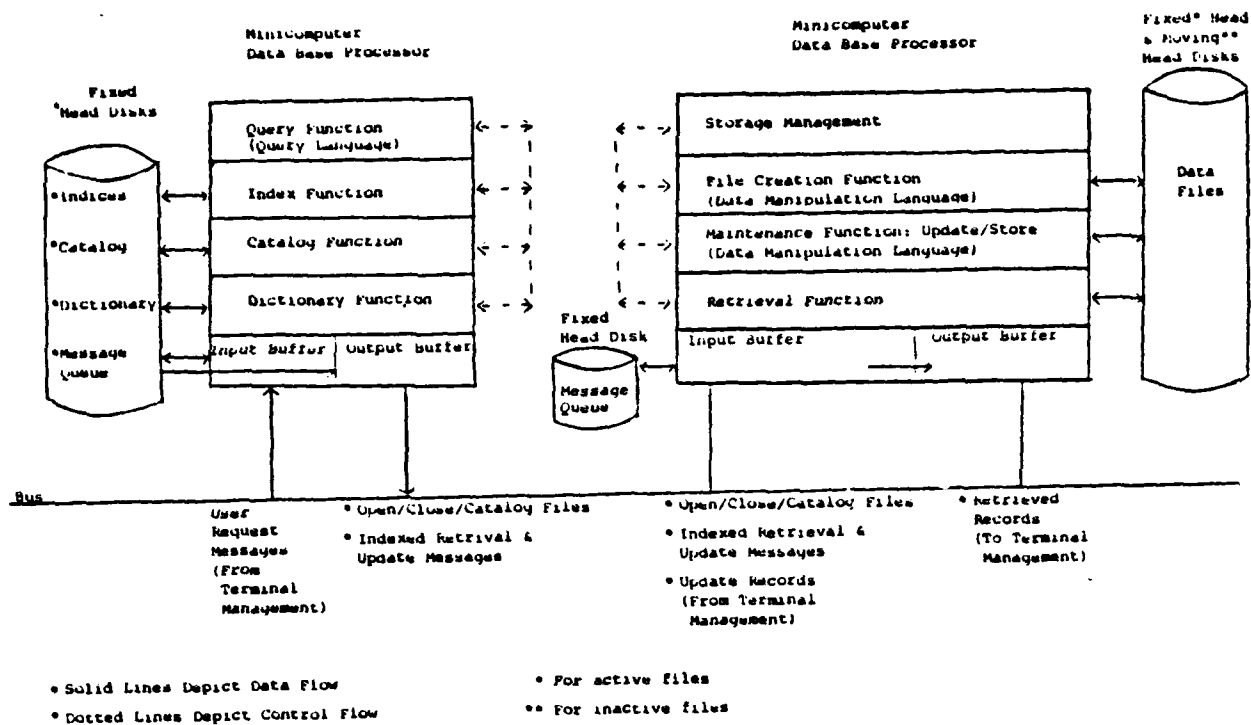 Minicomputer
Data Base Processor
Minicomputer
Data Base Processor
Fixed* Head
& Moving**
Head Disks
Fixed
*Head Disks
Query Function
(Query Language)
Index Function
Catalog Function
Dictionary Function
Input Buffer
Output Buffer
*Indices
*Catalog
*Dictionary
*Message
Queue
Storage Management
File Creation Function
(Data Manipulation Language)
Maintenance Function: Update/Store
(Data Manipulation Language)
Retrieval Function
Input Buffer
Output Buffer
Data
Files
Fixed
Head Disk
Message
Queue
Bus
User
Request
Messages
(From
Terminal
Management)
• Open/Close/Catalog Files
• Indexed Retrival &
Update Messages
• Open/Close/Catalog Files
• Indexed Retrieval &
Update Messages
• Update Records
(From Terminal
Management)
• Retrieved
Records
(To Terminal
Management)
• Solid Lines Depict Data Flow
• Dotted Lines Depict Control Flow
* For active files
** For inactive files